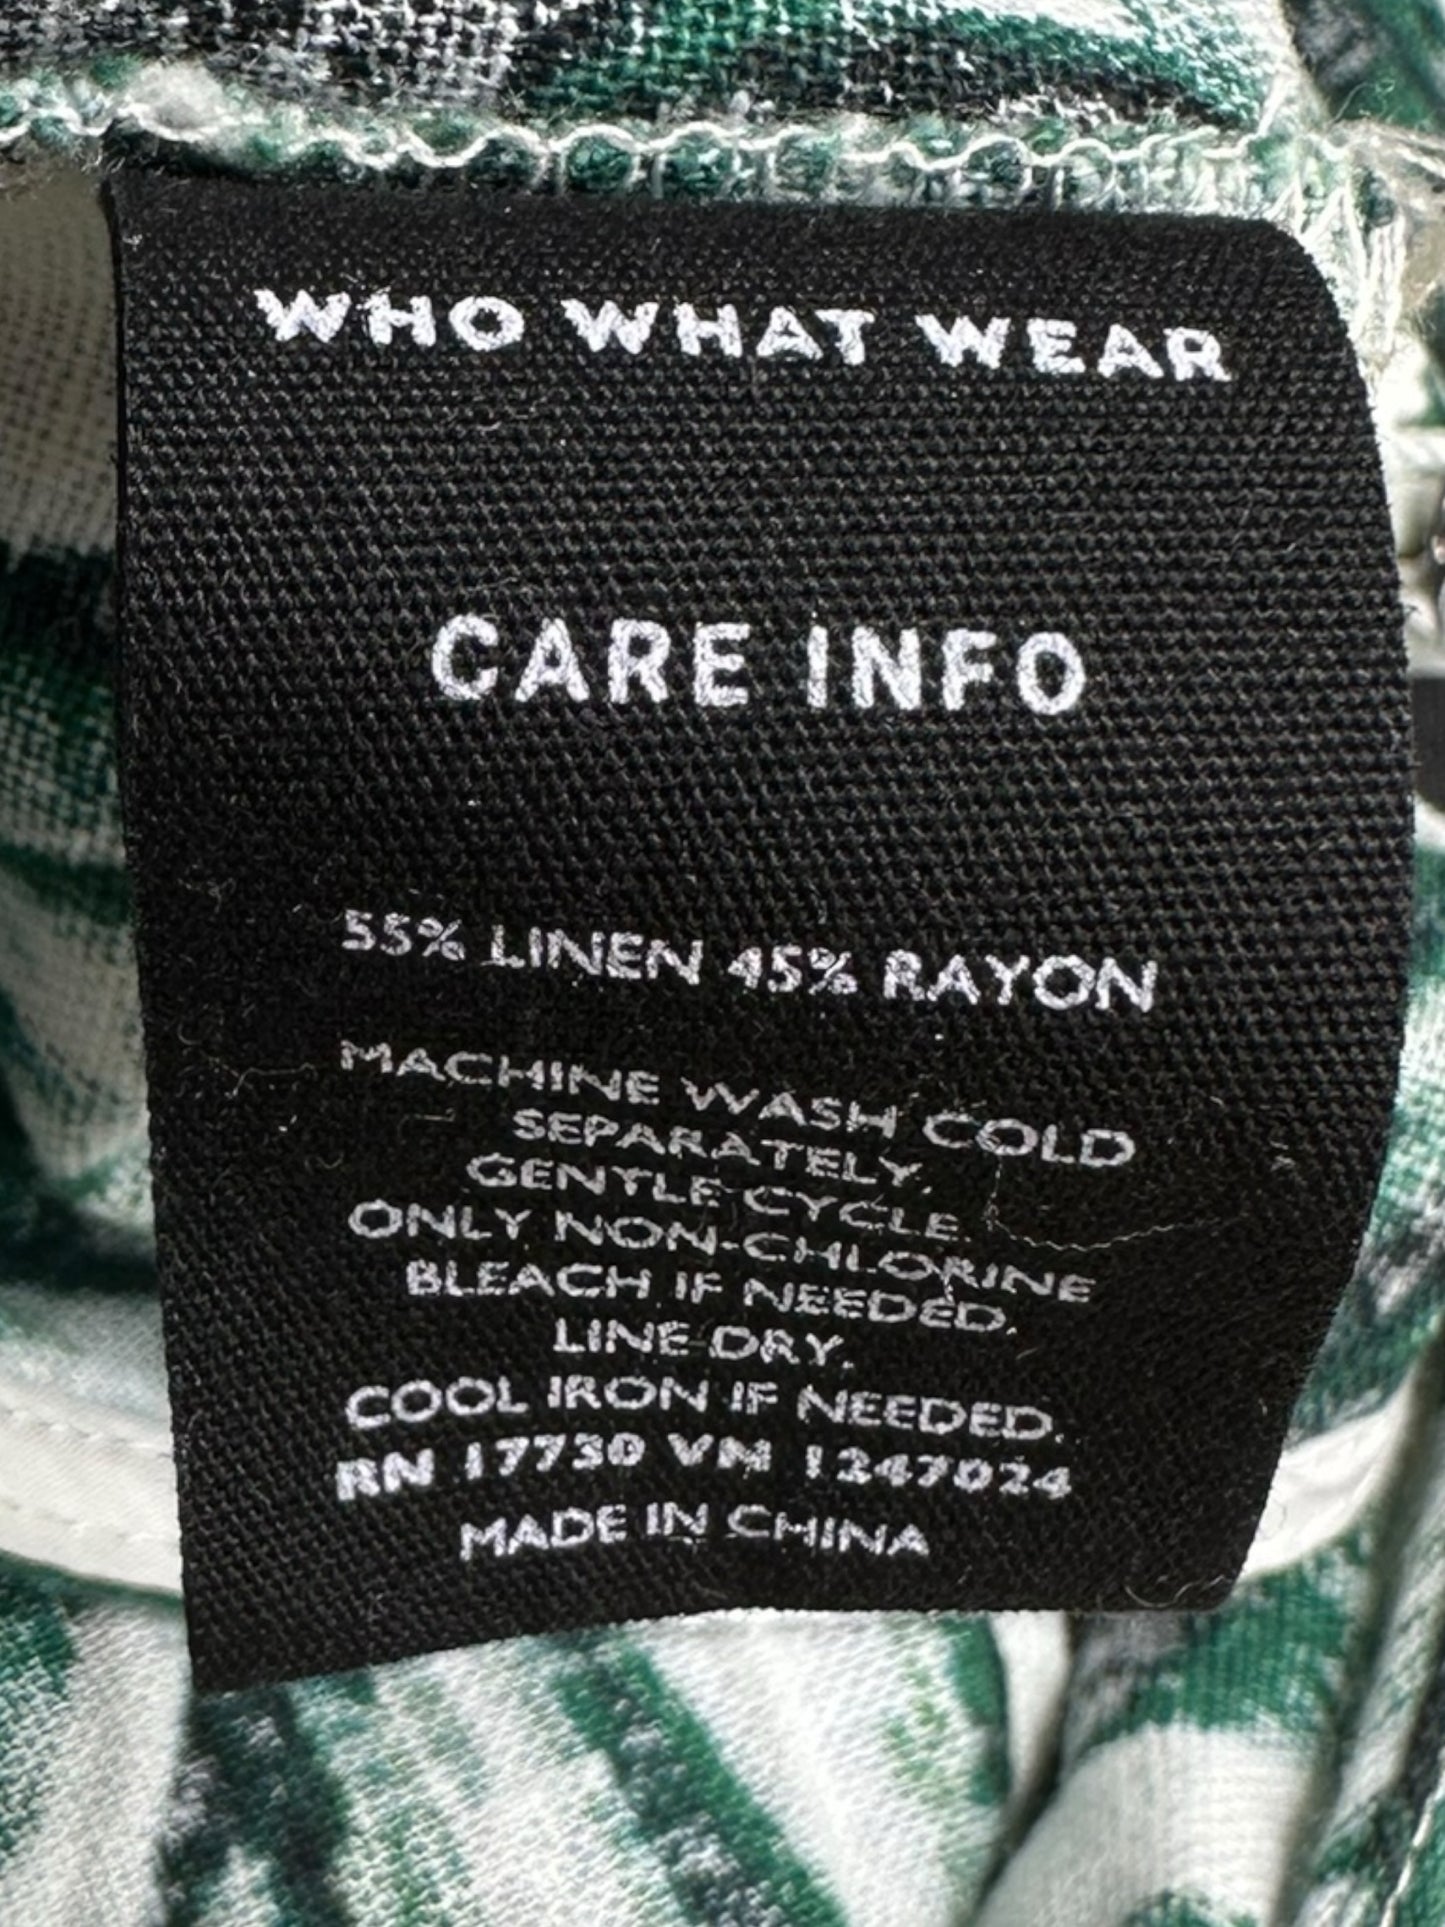 WHO WHAT WEAR
CARE INFO
55% LINEN 45% RAYON
MACHINE WASH COLD
SEPARATELY.
GENTLE CYCLE.
ONLY NON-CHLORINE
BLEACH IF NEEDED.
LINE DRY.
COOL IRON IF NEEDED.
RN 17730 VM 1247024
MADE IN CHINA